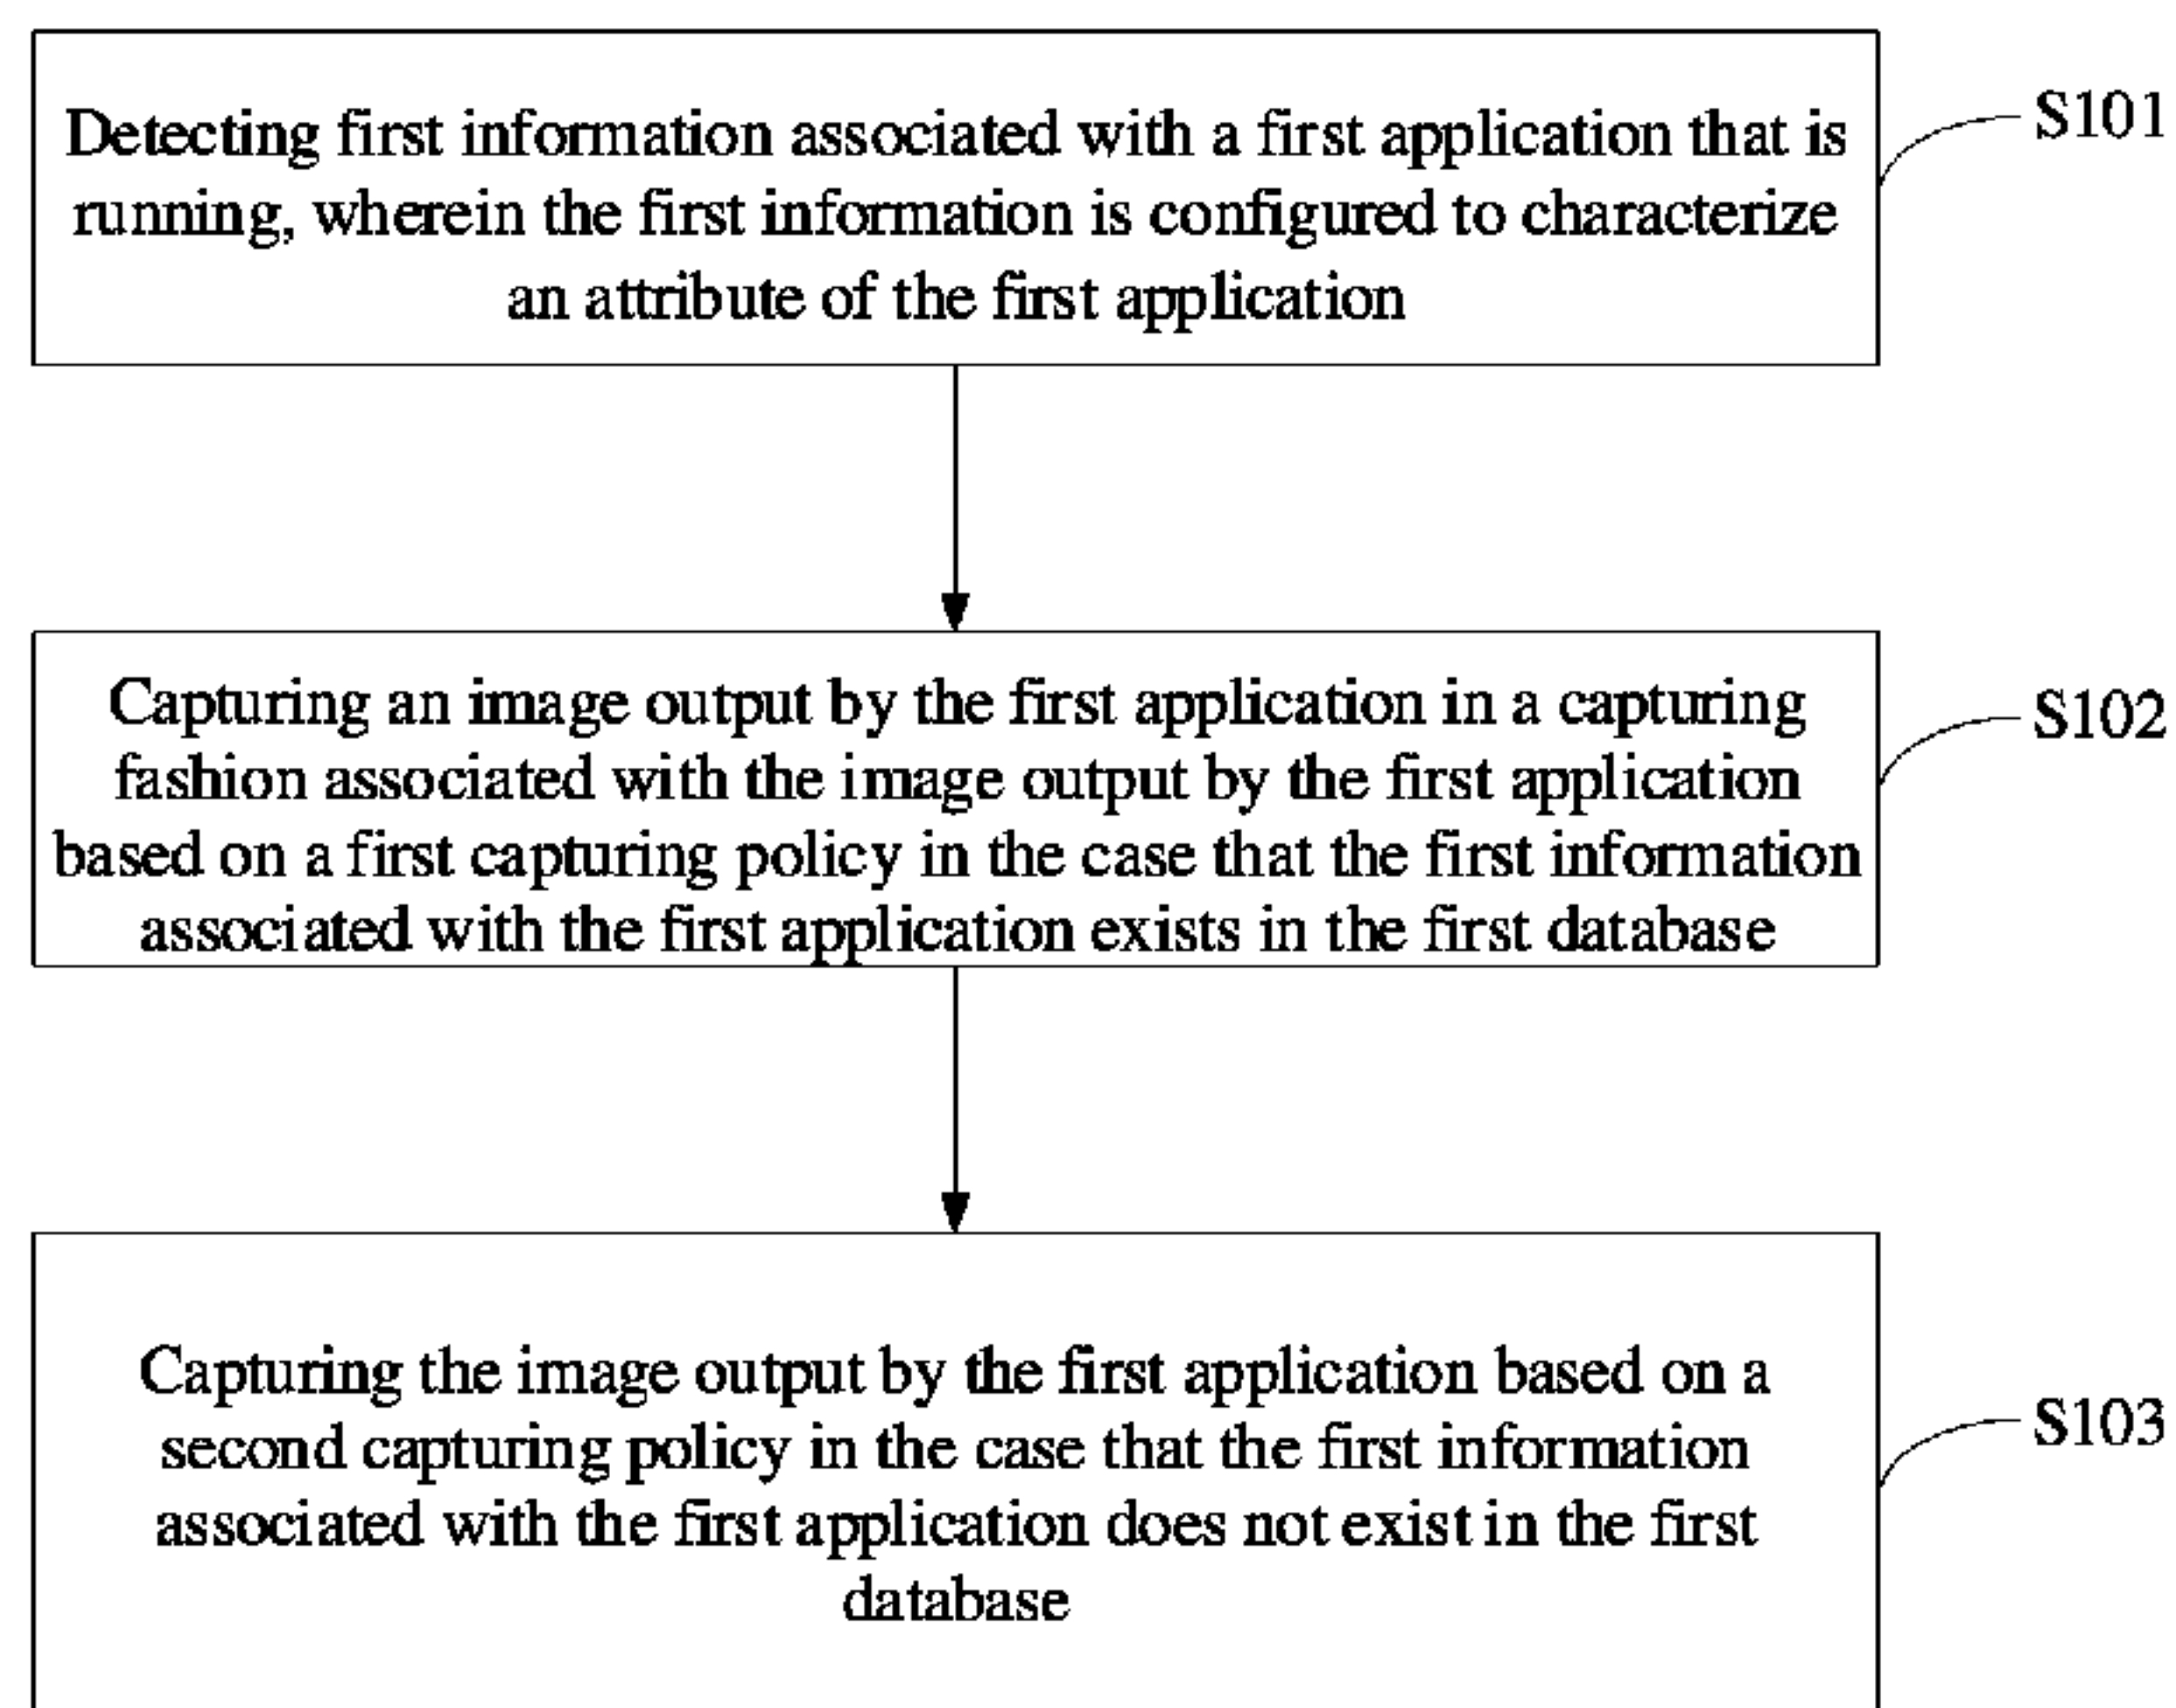 Detecting first information associated with a first application that is
running, wherein the first information is configured to characterize
an attribute of the first application
S101
Capturing an image output by the first application in a capturing
fashion associated with the image output by the first application
based on a first capturing policy in the case that the first information
associated with the first application exists in the first database
S102
Capturing the image output by the first application based on a
second capturing policy in the case that the first information
associated with the first application does not exist in the first
database
S103